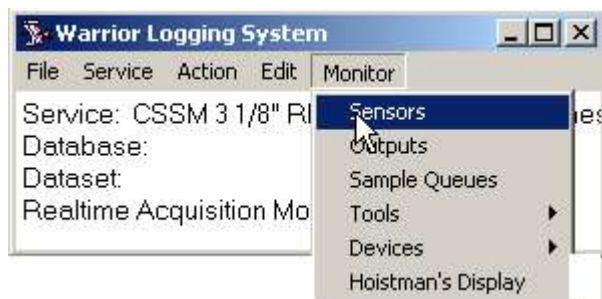 Warrior Logging System
File Service Action Edit Monitor
Service: CSSM 3 1/8"
Database:
Dataset:
Realtime Acquisition
Sensors
Outputs
Sample Queues
Tools
Devices
Hoistman's Display